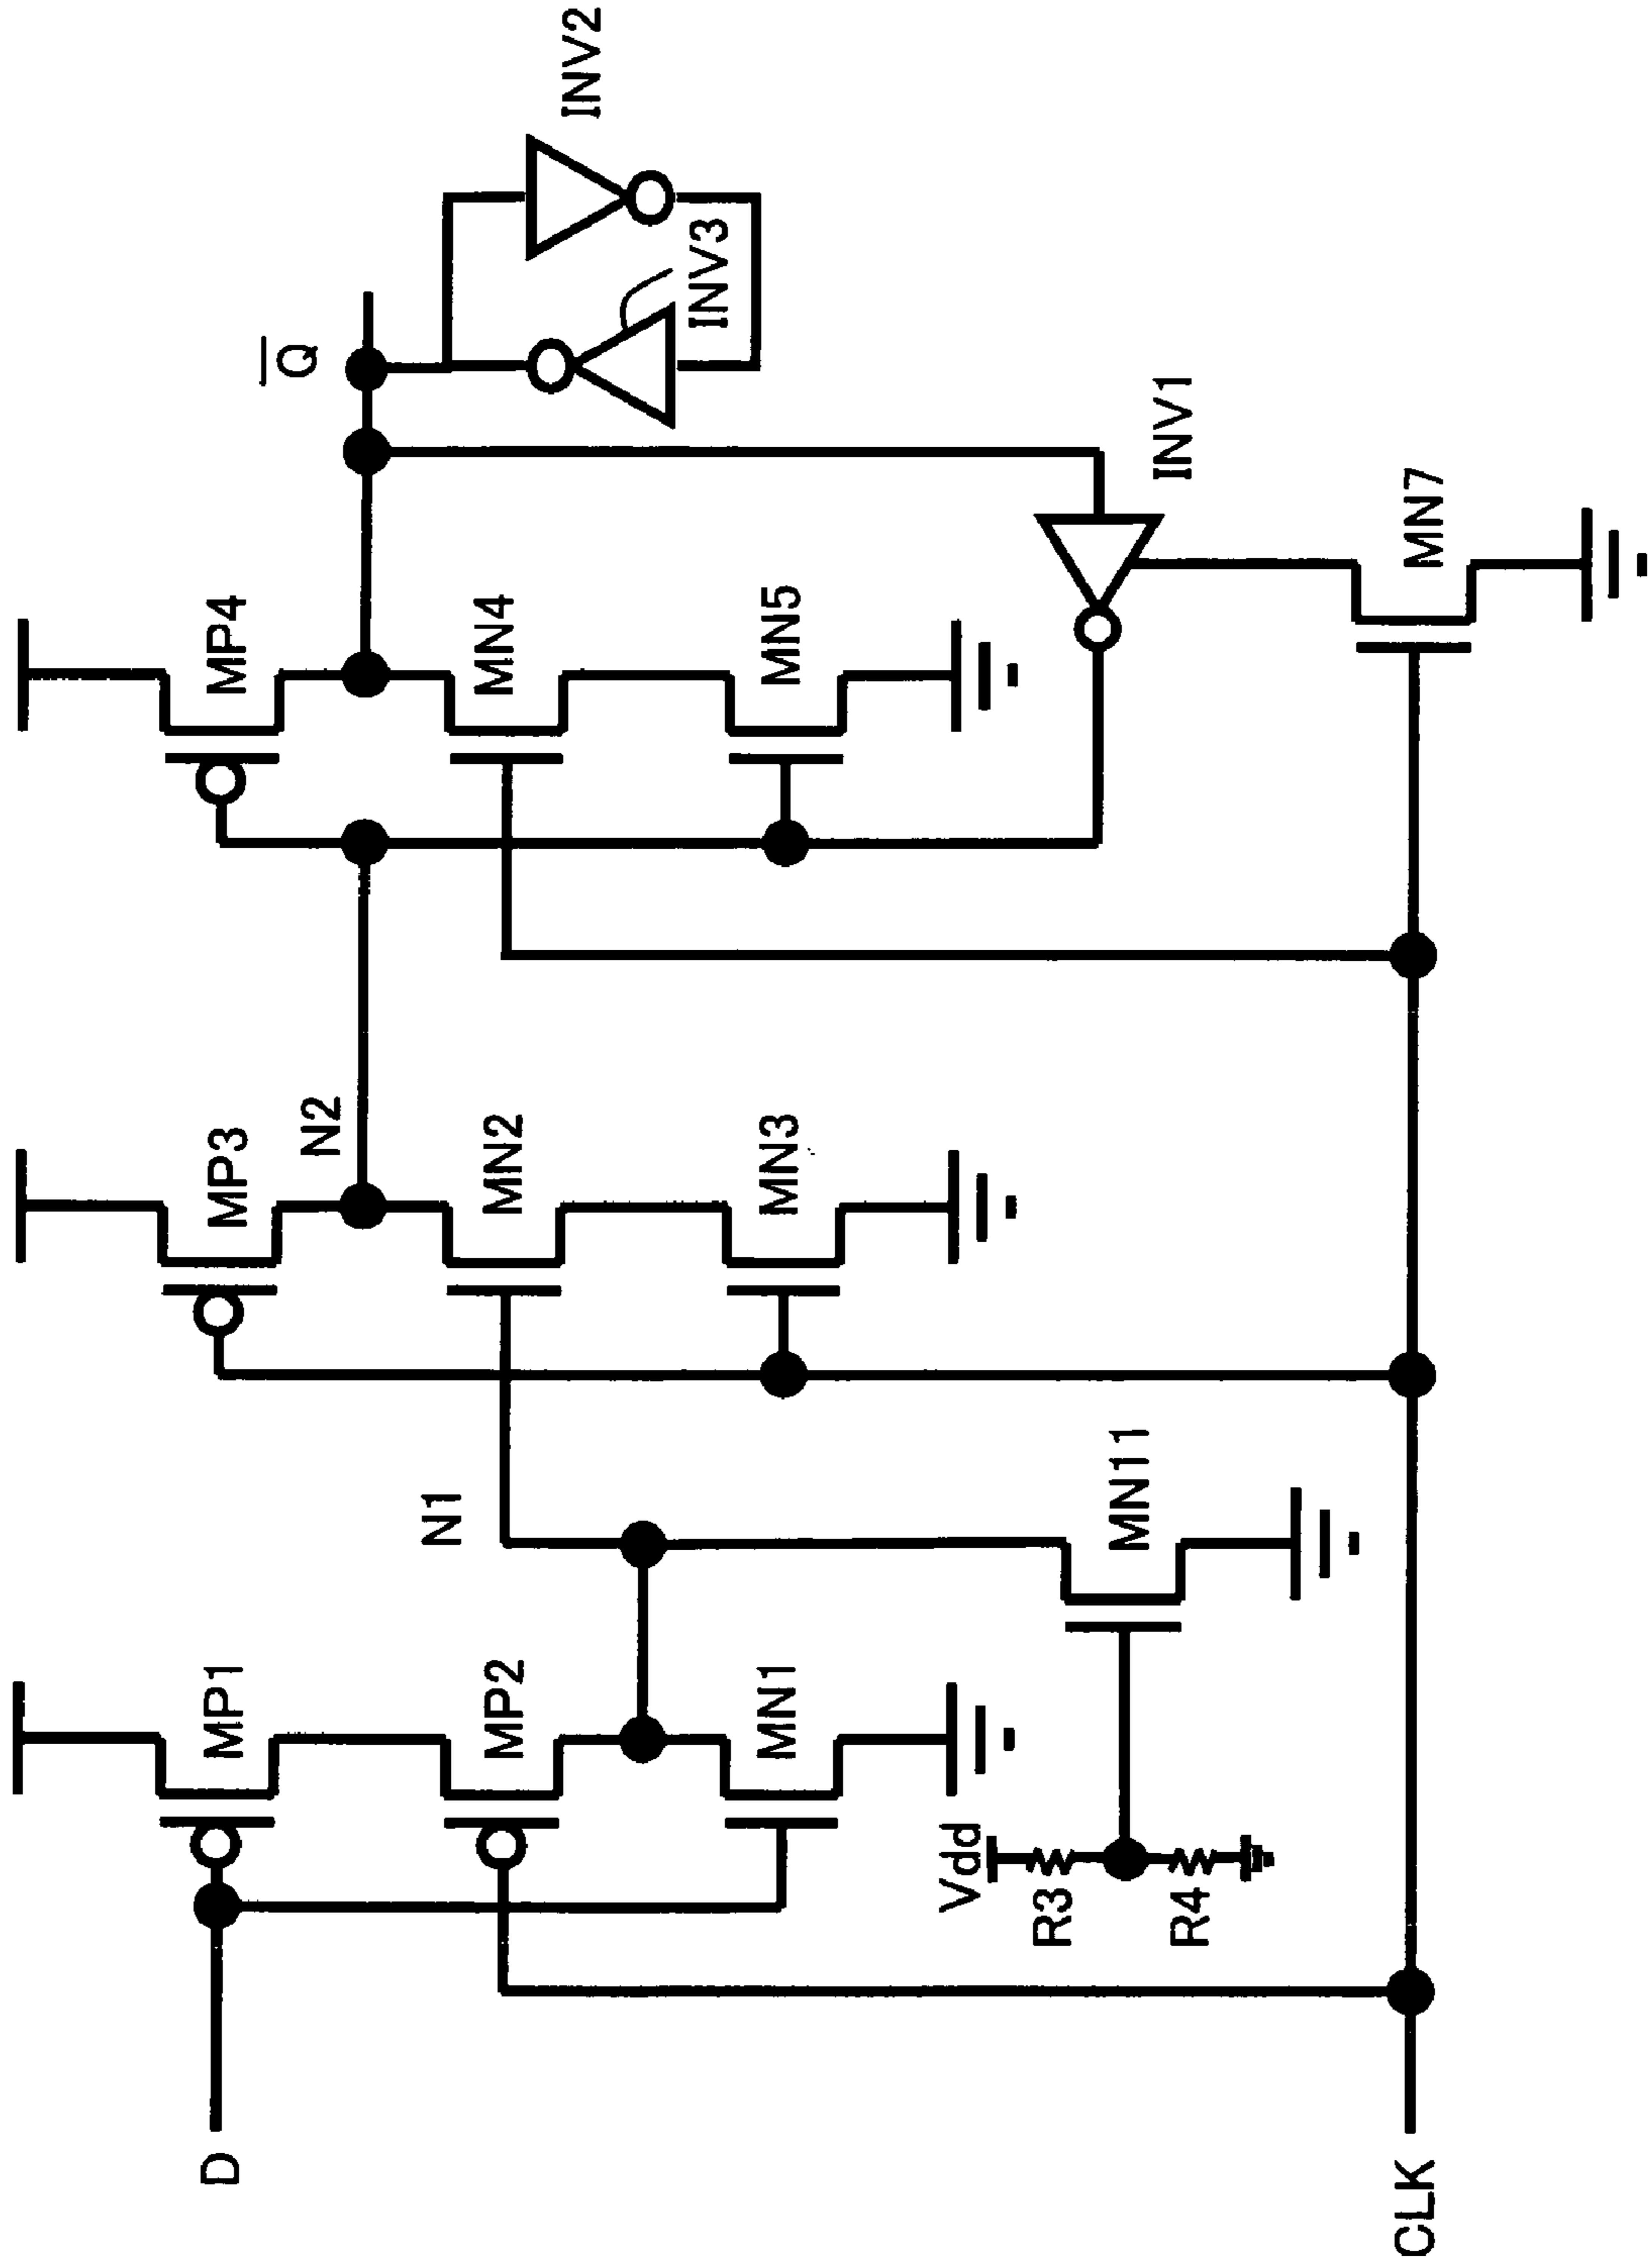 D
CLK
MP1
MP2
MN1
Vdd
R3
R4
N1
MN11
MP3
N2
MN2
MN3
MP4
MN4
MN5
Q
INV1
MN7
INV3
INV2